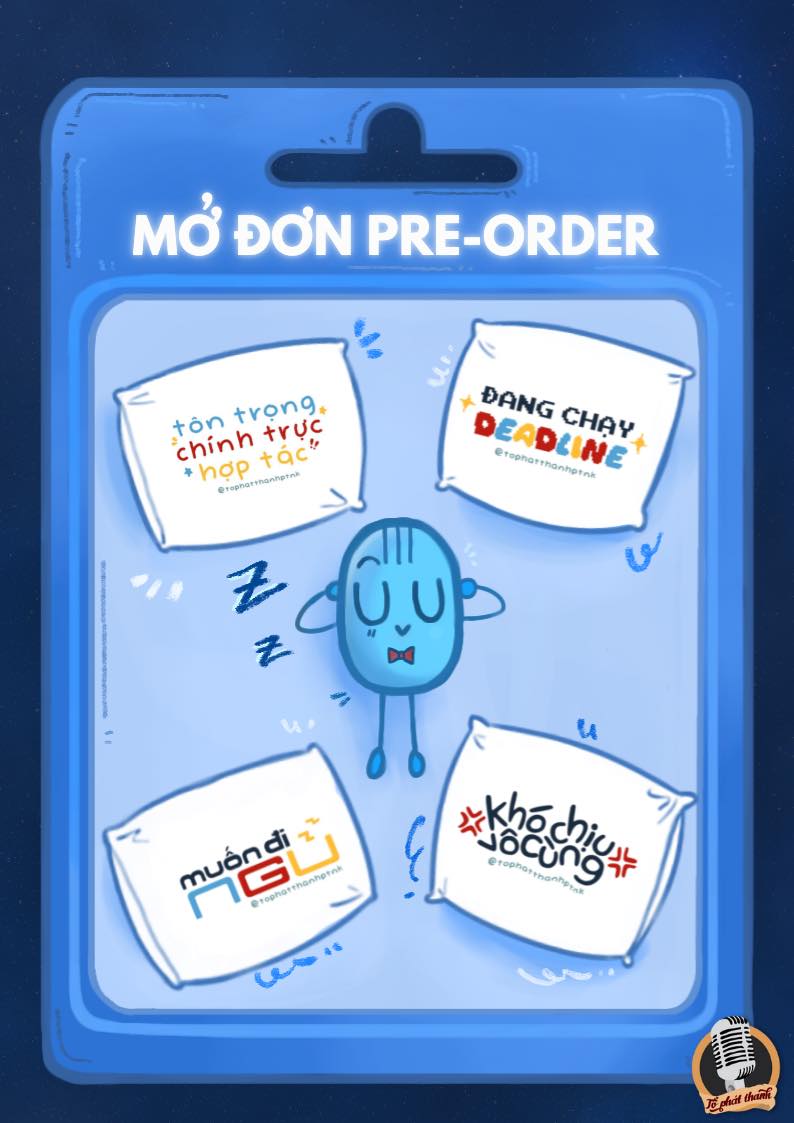 MỞ ĐƠN PRE-ORDER
tôn trọng
chính trực
hợp tác
@tophatthanhptnk
ĐANG CHẠY
DEADLINE
@tophatthanhptnk
Z
Z
muốn đi
NGỦ
@tophatthanhptnk
khó chịu
vô cùng
@tophatthanhptnk
Tổ phát thanh